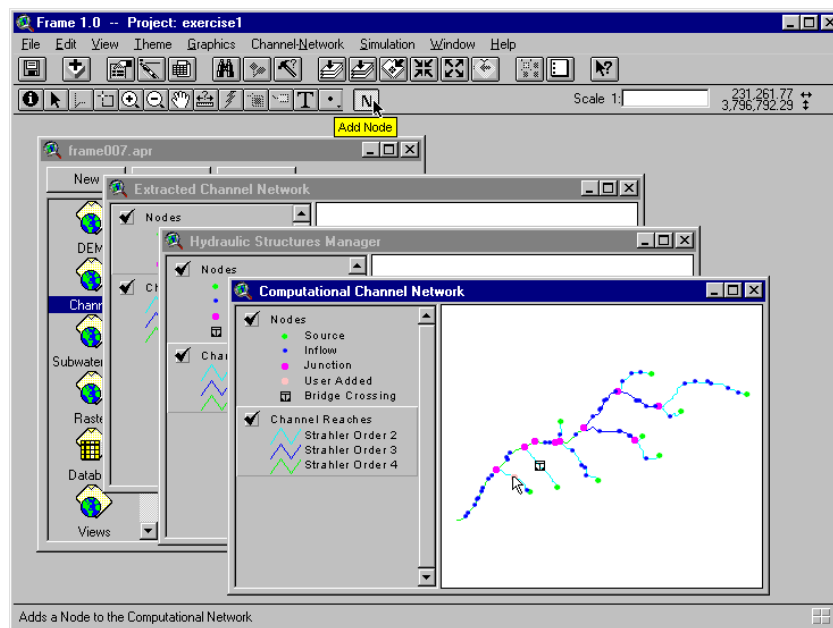 Frame 1.0 -- Project: exercise1
File Edit View Theme Graphics Channel-Network Simulation Window Help
N
Scale 1:
231,261.77
3,796,792.29
Add Node
frame007.apr
New
DEM
Chann
Subwate
Raste
Datab
Views
Extracted Channel Network
Nodes
Ch
Hydraulic Structures Manager
Nodes
Chan
Computational Channel Network
Nodes
Source
Inflow
Junction
User Added
Bridge Crossing
Channel Reaches
Strahler Order 2
Strahler Order 3
Strahler Order 4
Adds a Node to the Computational Network